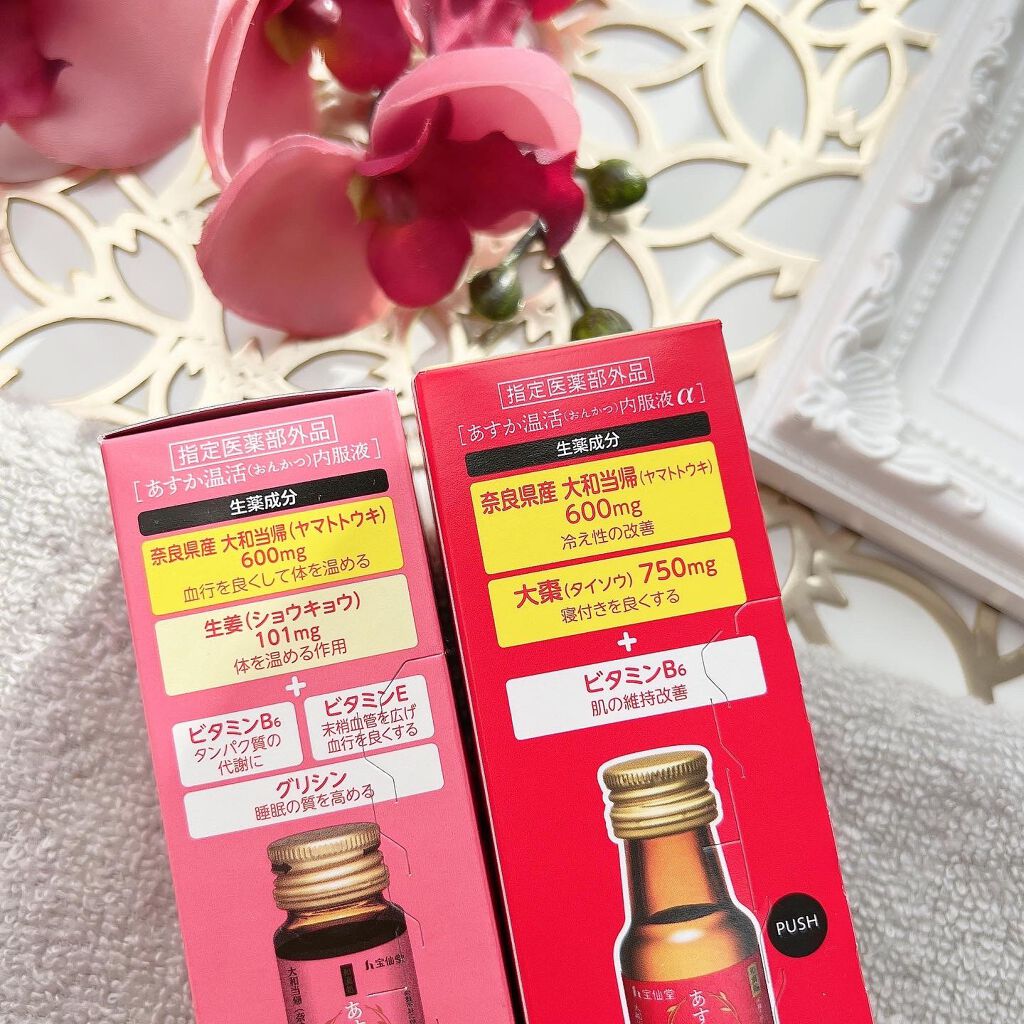 指定医薬部外品
[あすか温活(おんかつ)内服液]
生薬成分
奈良県産 大和当帰(ヤマトトウキ)
600mg
血行を良くして体を温める
生姜(ショウキョウ)
101mg
体を温める作用
+
ビタミンB6
タンパク質の
代謝に
ビタミンE
末梢血管を広げ
血行を良くする
グリシン
睡眠の質を高める
宝仙堂
大和当帰
あす
指定医薬部外品
[あすか温活(おんかつ)内服液α]
生薬成分
奈良県産 大和当帰(ヤマトトウキ)
600mg
冷え性の改善
大棗(タイソウ) 750mg
寝付きを良くする
+
ビタミンB6
肌の維持改善
PUSH
宝仙堂
あす